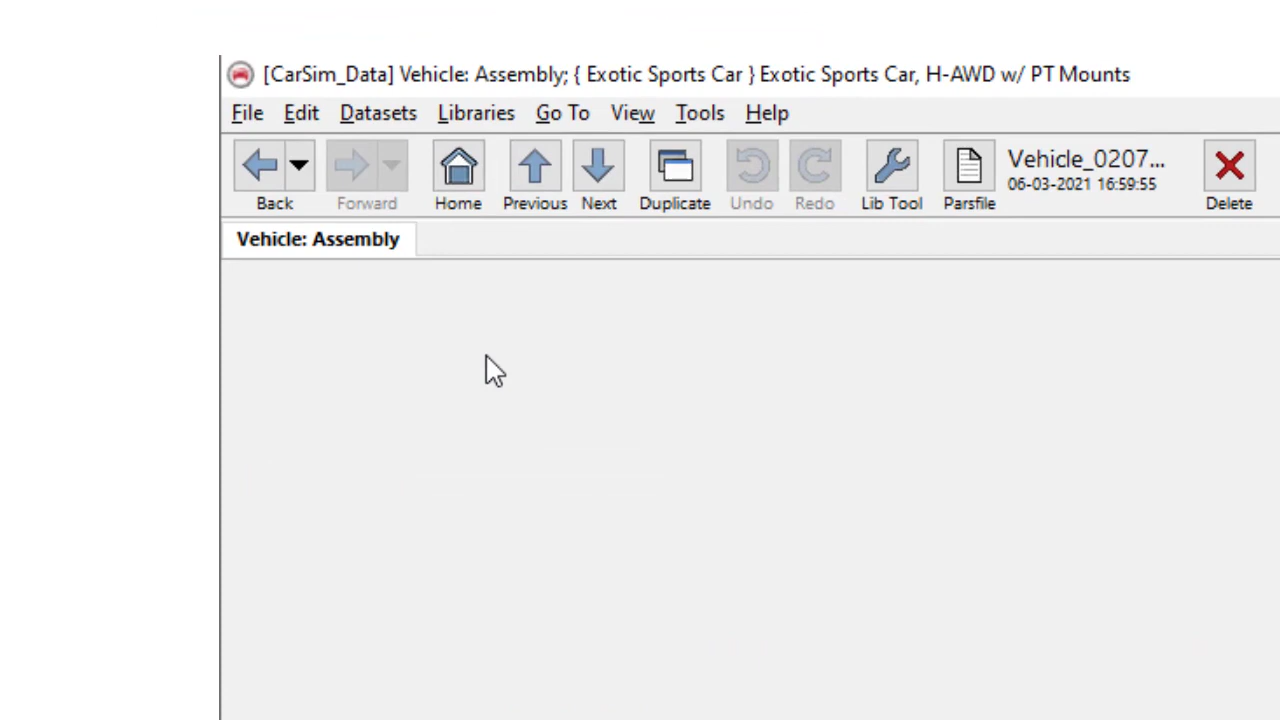 [CarSim_Data] Vehicle: Assembly; { Exotic Sports Car } Exotic Sports Car, H-AWD w/ PT Mounts
File Edit Datasets Libraries Go To View Tools Help
Vehicle_0207...
06-03-2021 16:59:55
Back Forward Home Previous Next Duplicate Undo Redo Lib Tool Parsfile Delete
Vehicle: Assembly